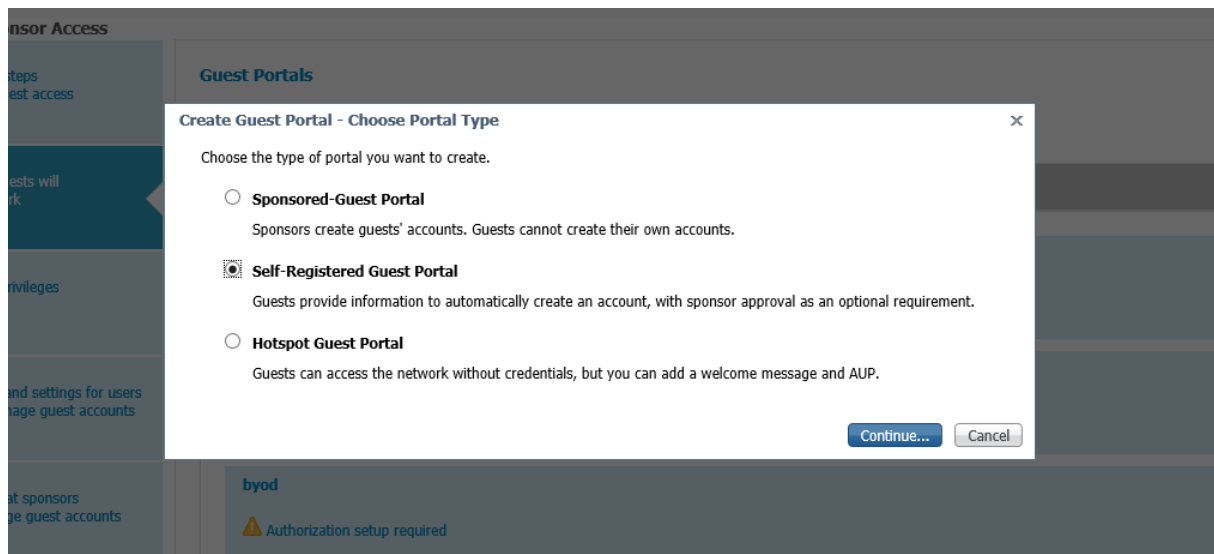 nsor Access
steps
est access
Guest Portals
Create Guest Portal - Choose Portal Type
Choose the type of portal you want to create.
Sponsored-Guest Portal
Sponsors create guests' accounts. Guests cannot create their own accounts.
ests will
rk
Self-Registered Guest Portal
Guests provide information to automatically create an account, with sponsor approval as an optional requirement.
rivileges
Hotspot Guest Portal
Guests can access the network without credentials, but you can add a welcome message and AUP.
and settings for users
nage guest accounts
Continue...
Cancel
at sponsors
ge guest accounts
byod
Authorization setup required